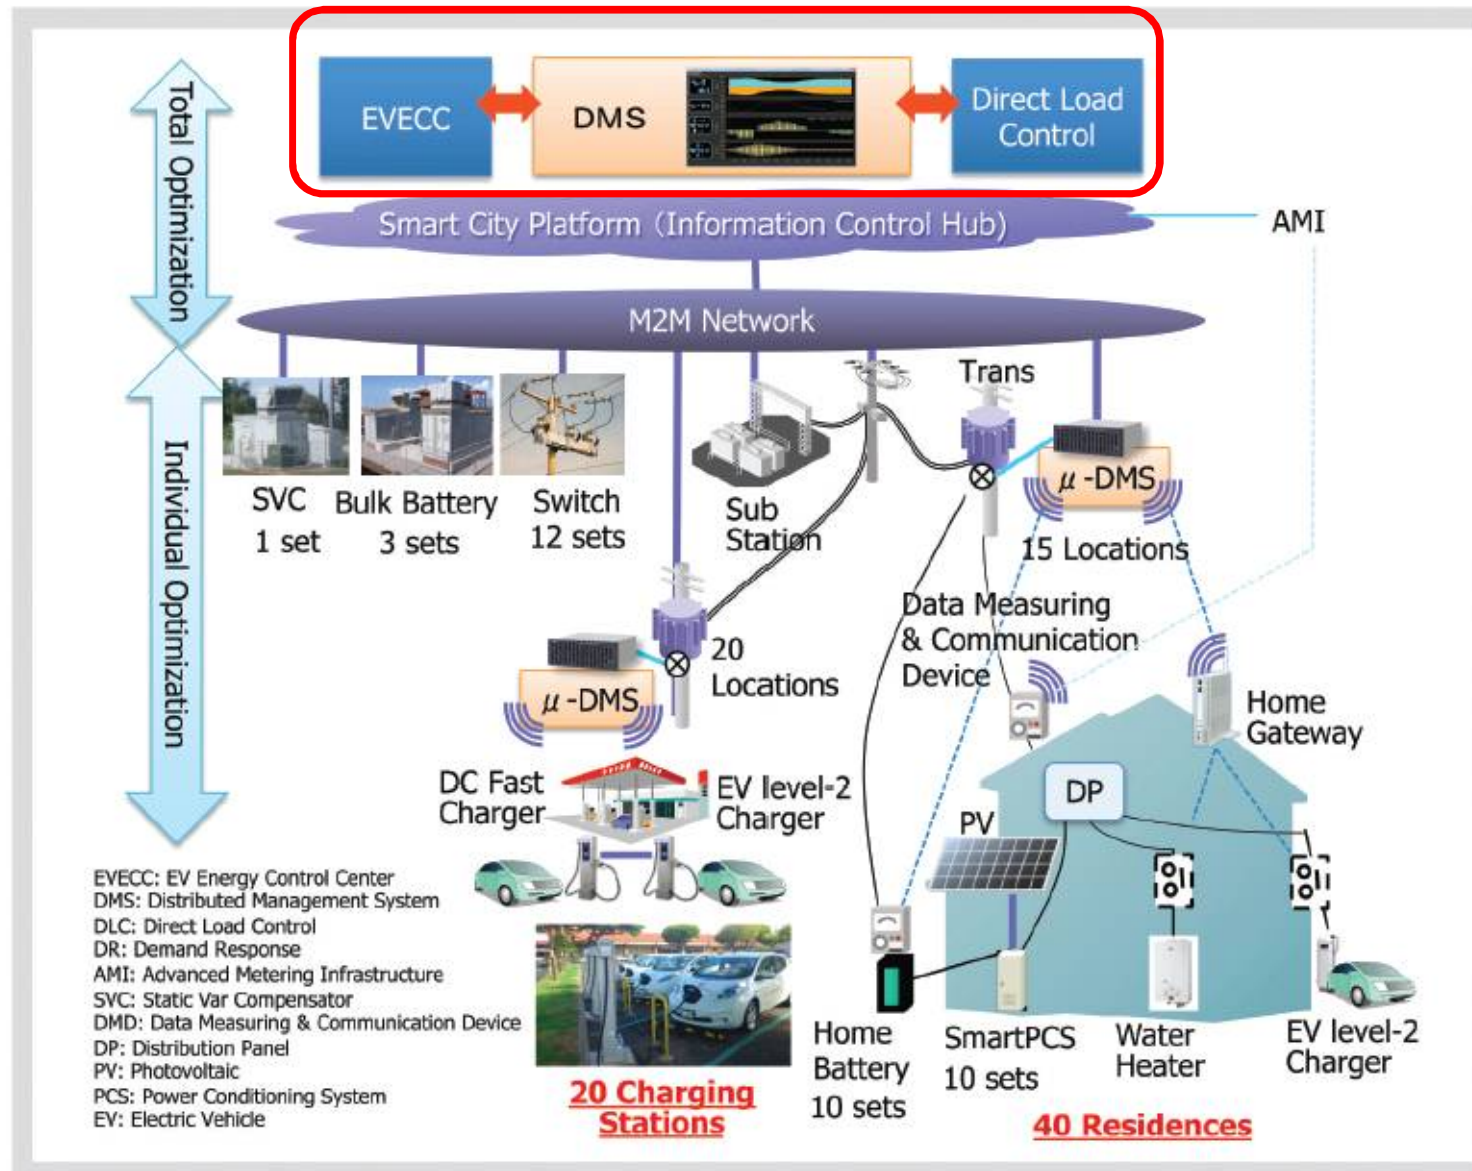 EVECC
DMS
Direct Load
Control
Total Optimization
Smart City Platform (Information Control Hub)
AMI
M2M Network
Individual Optimization
Trans
SVC
1 set
Bulk Battery
3 sets
Switch
12 sets
Sub
Station
μ-DMS
15 Locations
Data Measuring
& Communication
Device
20
Locations
μ-DMS
Home
Gateway
DC Fast
Charger
EV level-2
Charger
DP
PV
EVECC: EV Energy Control Center
DMS: Distributed Management System
DLC: Direct Load Control
DR: Demand Response
AMI: Advanced Metering Infrastructure
SVC: Static Var Compensator
DMD: Data Measuring & Communication Device
DP: Distribution Panel
PV: Photovoltaic
PCS: Power Conditioning System
EV: Electric Vehicle
20 Charging
Stations
Home
Battery
10 sets
SmartPCS
10 sets
Water
Heater
EV level-2
Charger
40 Residences